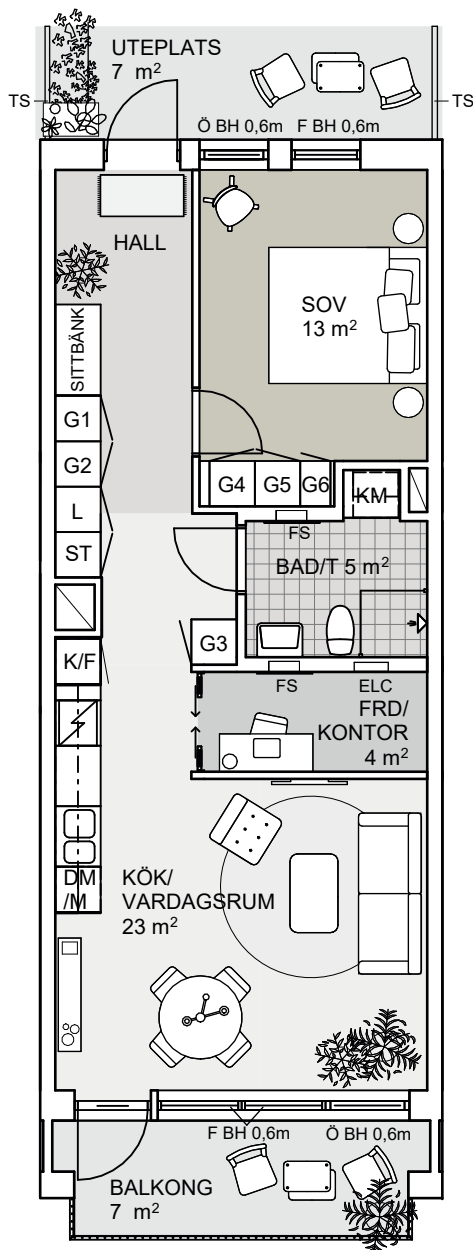 UTEPLATS
7 m²
TS
TS
Ö BH 0,6m
F BH 0,6m
HALL
SOV
13 m²
SITTBÄNK
G1
G2
L
ST
G4
G5
G6
KM
FS
BAD/T 5 m²
G3
K/F
FS
ELC
FRD/
KONTOR
4 m²
DM
/M
KÖK/
VARDAGSRUM
23 m²
F BH 0,6m
Ö BH 0,6m
BALKONG
7 m²